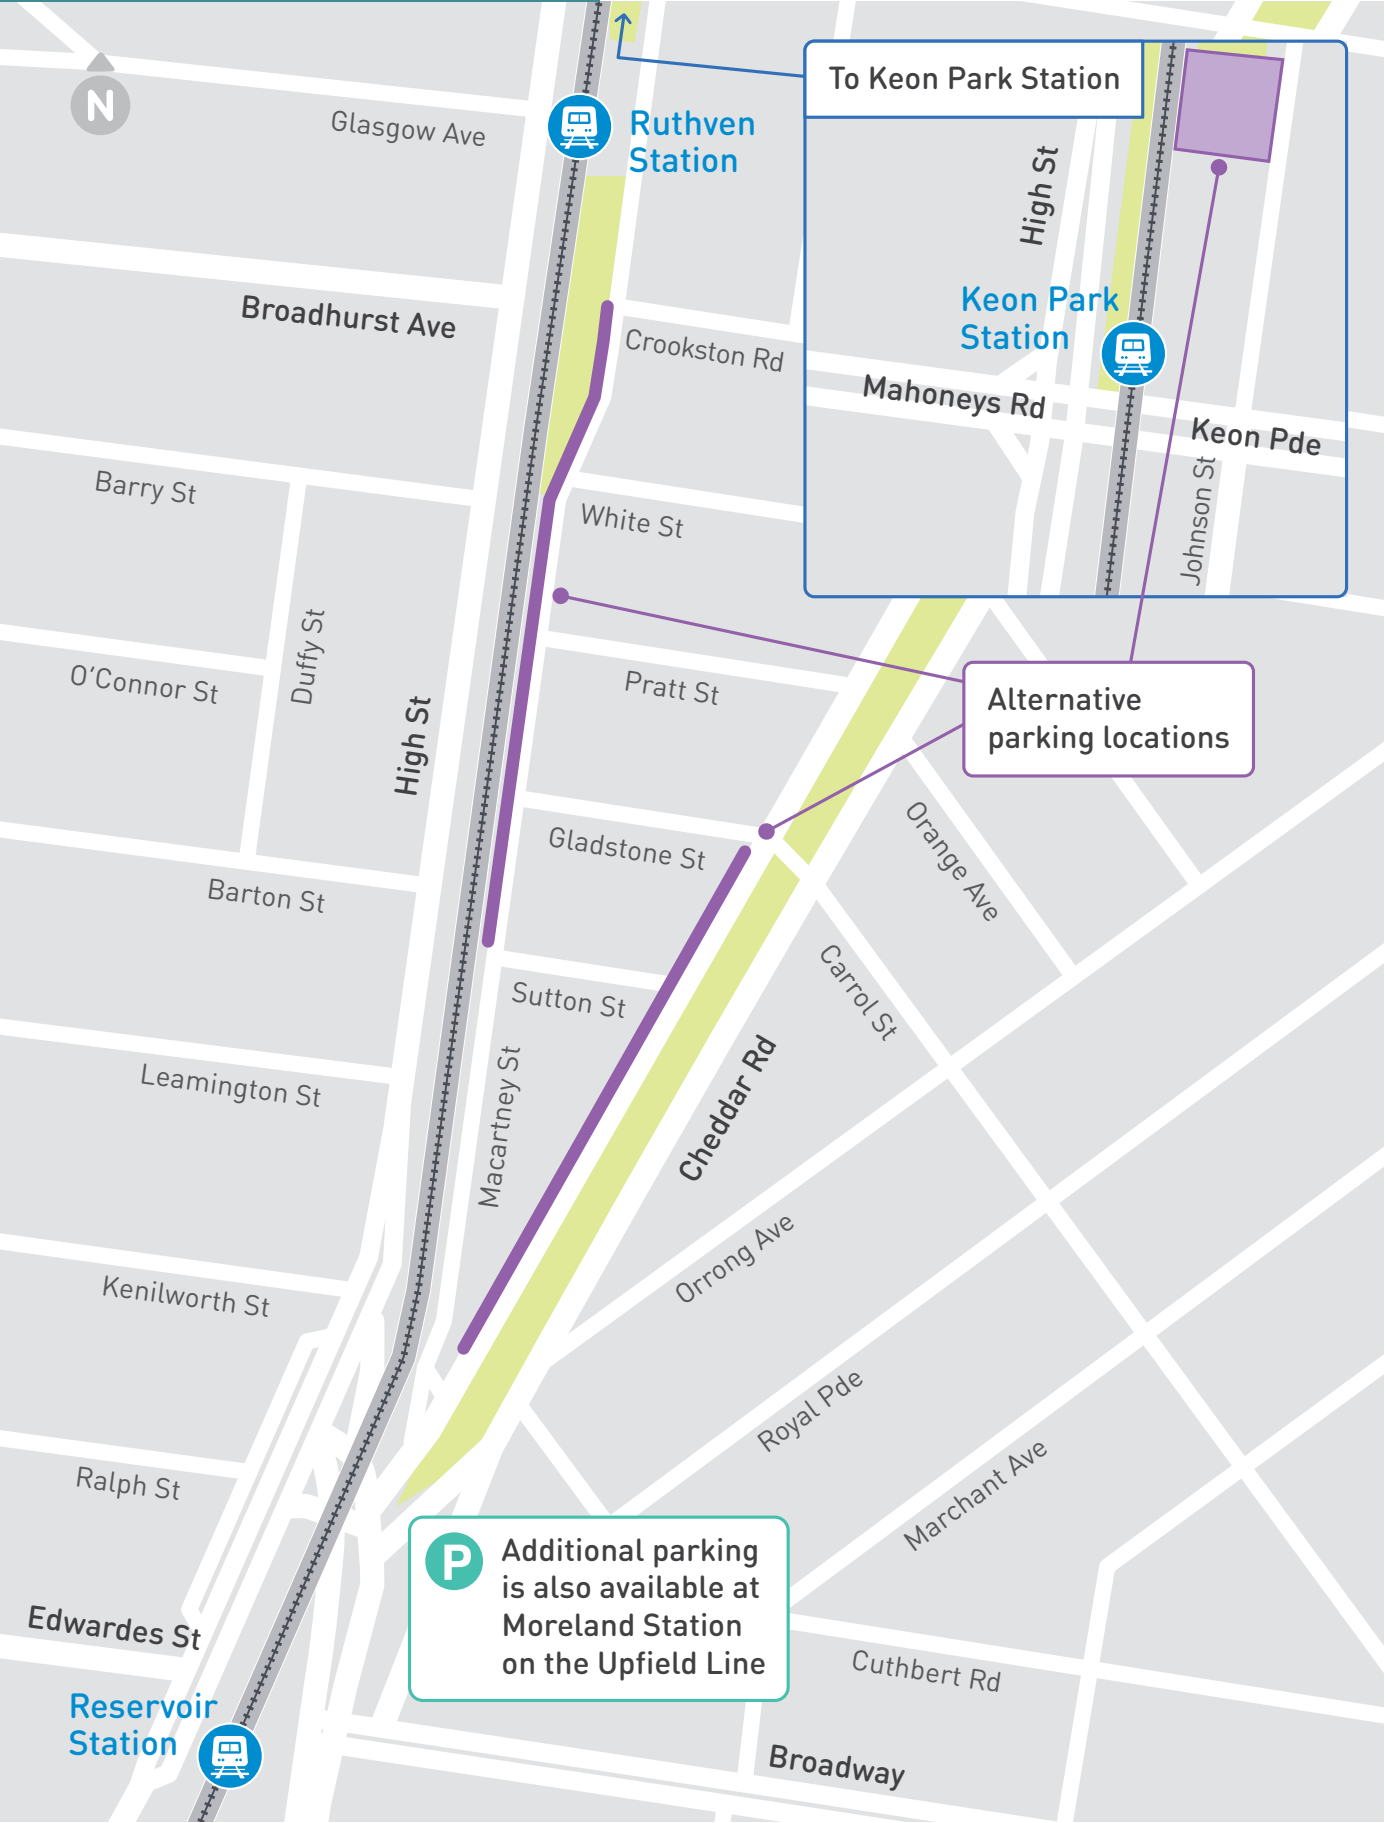 N
Glasgow Ave
Ruthven
Station
To Keon Park Station
High St
Keon Park
Station
Mahoneys Rd
Keon Pde
Johnson St
Broadhurst Ave
Crookston Rd
Barry St
White St
Duffy St
O'Connor St
High St
Pratt St
Alternative
parking locations
Gladstone St
Orange Ave
Barton St
Sutton St
Carrol St
Leamington St
Macartney St
Cheddar Rd
Kenilworth St
Orrong Ave
Royal Pde
Ralph St
Marchant Ave
P
Additional parking
is also available at
Moreland Station
on the Upfield Line
Edwardes St
Cuthbert Rd
Reservoir
Station
Broadway